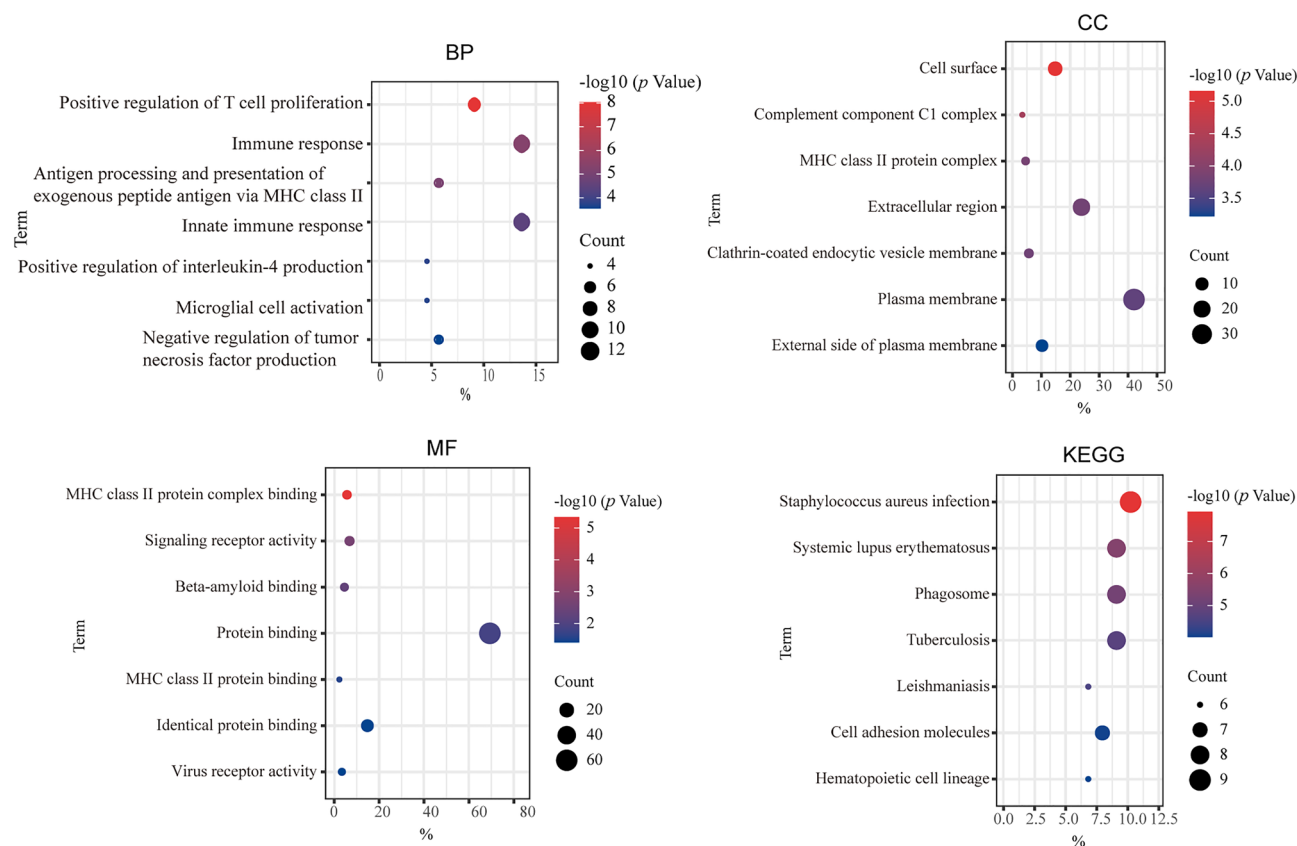 BP
Positive regulation of T cell proliferation
Immune response
Antigen processing and presentation of
exogenous peptide antigen via MHC class II
Innate immune response
Positive regulation of interleukin-4 production
Microglial cell activation
Negative regulation of tumor
necrosis factor production
Term
0 5 10 15
%
-log10 (p Value)
8
7
6
5
4
Count
4
6
8
10
12
CC
Cell surface
Complement component C1 complex
MHC class II protein complex
Extracellular region
Clathrin-coated endocytic vesicle membrane
Plasma membrane
External side of plasma membrane
Term
0 10 20 30 40 50
%
-log10 (p Value)
5.0
4.5
4.0
3.5
Count
10
20
30
MF
MHC class II protein complex binding
Signaling receptor activity
Beta-amyloid binding
Protein binding
MHC class II protein binding
Identical protein binding
Virus receptor activity
Term
0 20 40 60 80
%
-log10 (p Value)
5
4
3
2
Count
20
40
60
KEGG
Staphylococcus aureus infection
Systemic lupus erythematosus
Phagosome
Tuberculosis
Leishmaniasis
Cell adhesion molecules
Hematopoietic cell lineage
Term
0.0 2.5 5.0 7.5 10.0 12.5
%
-log10 (p Value)
7
6
5
Count
6
7
8
9